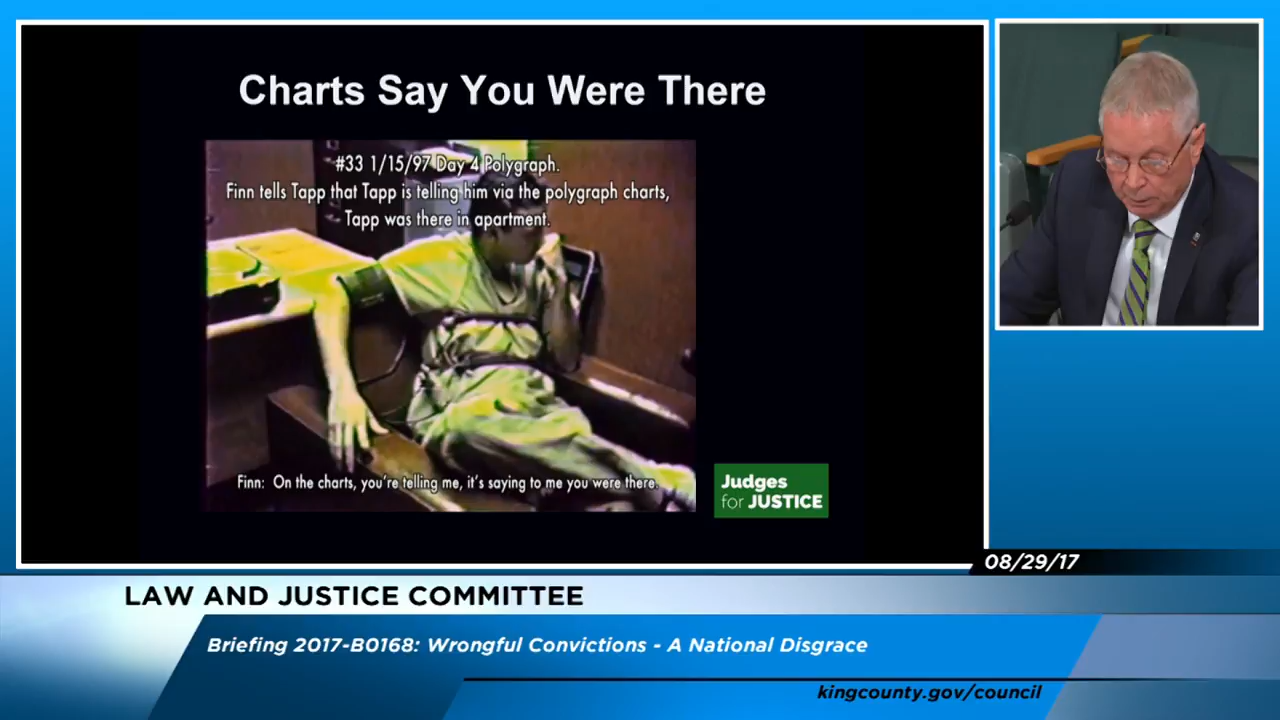 Charts Say You Were There
#33 1/15/97 Day 4 Polygraph.
Finn tells Tapp that Tapp is telling him via the polygraph charts,
Tapp was there in apartment.
Finn: On the charts, you're telling me, it's saying to me you were there.
Judges
for JUSTICE
08/29/17
LAW AND JUSTICE COMMITTEE
Briefing 2017-B0168: Wrongful Convictions - A National Disgrace
kingcounty.gov/council